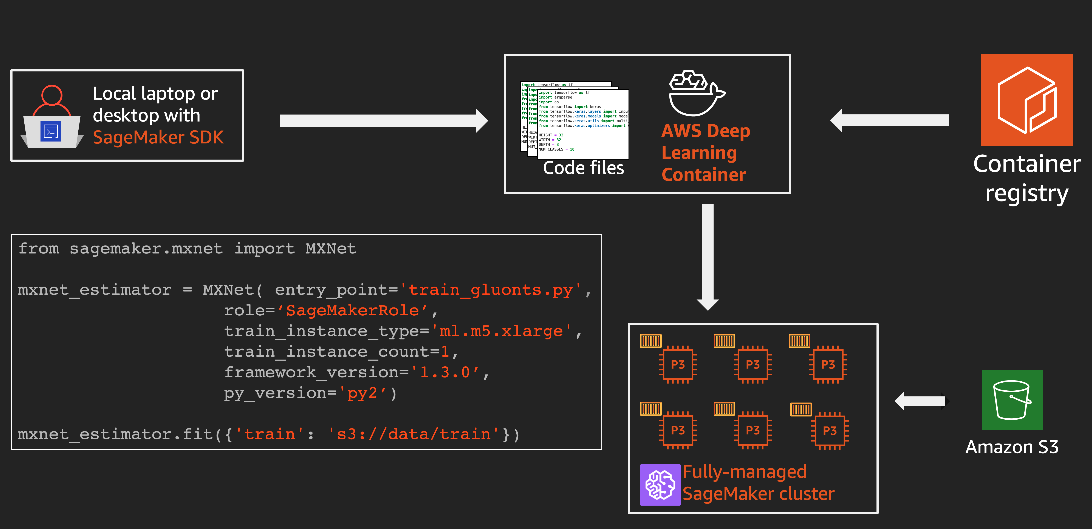 Local laptop or
desktop with
SageMaker SDK
Code files
AWS Deep
Learning
Container
Container
registry
from sagemaker.mxnet import MXNet
mxnet_estimator = MXNet( entry_point='train_gluonts.py',
role=‘SageMakerRole’,
train_instance_type='ml.m5.xlarge',
train_instance_count=1,
framework_version='1.3.0’,
py_version='py2’)
mxnet_estimator.fit({'train': 's3://data/train'})
P3 P3 P3
P3 P3 P3
Fully-managed
SageMaker cluster
Amazon S3